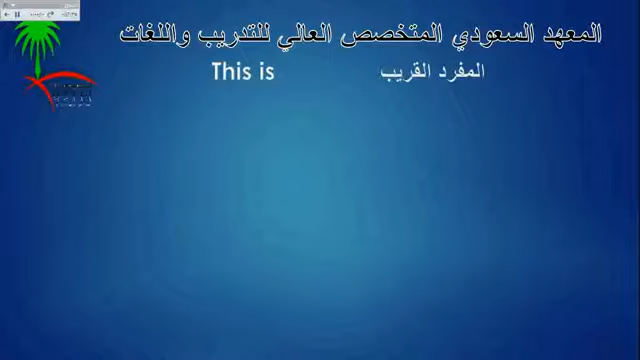 المعهد السعودي المتخصص العالي للتدريب واللغات
This is المفرد القريب